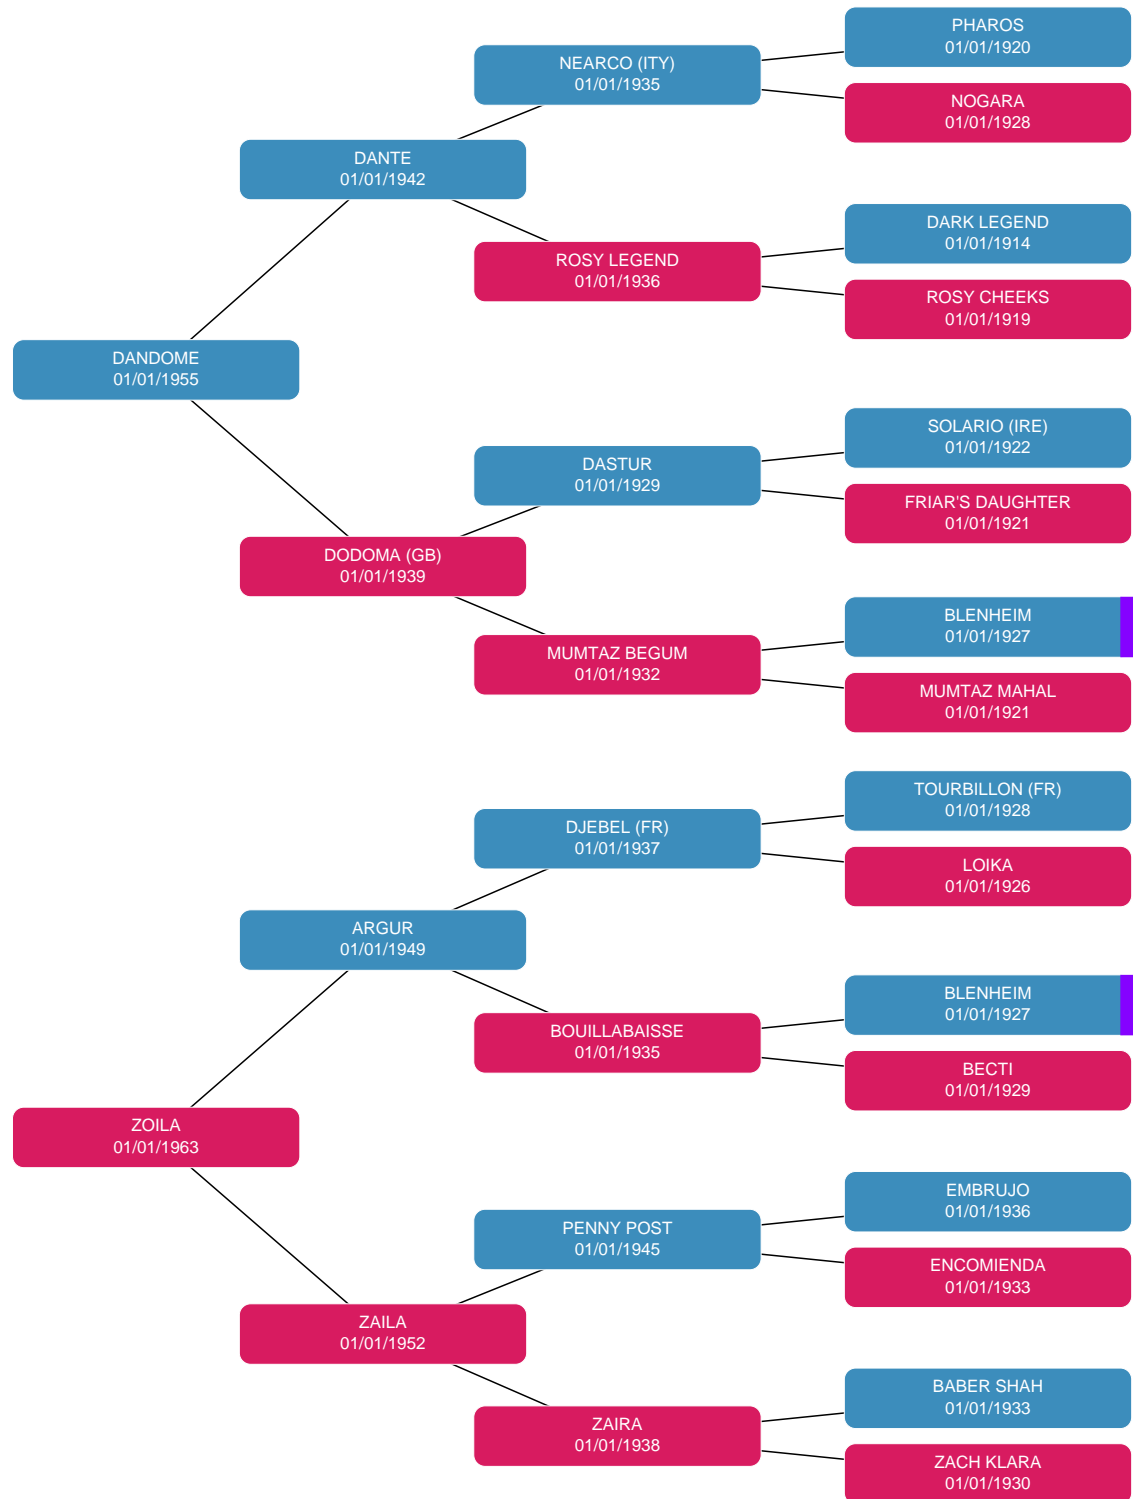 PHAROS
01/01/1920
NEARCO (ITY)
01/01/1935
NOGARA
01/01/1928
DANTE
01/01/1942
DARK LEGEND
01/01/1914
ROSY LEGEND
01/01/1936
ROSY CHEEKS
01/01/1919
DANDOME
01/01/1955
SOLARIO (IRE)
01/01/1922
DASTUR
01/01/1929
FRIAR'S DAUGHTER
01/01/1921
DODOMA (GB)
01/01/1939
BLENHEIM
01/01/1927
MUMTAZ BEGUM
01/01/1932
MUMTAZ MAHAL
01/01/1921
TOURBILLON (FR)
01/01/1928
DJEBEL (FR)
01/01/1937
LOIKA
01/01/1926
ARGUR
01/01/1949
BLENHEIM
01/01/1927
BOUILLABAISSE
01/01/1935
BECTI
01/01/1929
ZOILA
01/01/1963
EMBRUJO
01/01/1936
PENNY POST
01/01/1945
ENCOMIENDA
01/01/1933
ZAILA
01/01/1952
BABER SHAH
01/01/1933
ZAIRA
01/01/1938
ZACH KLARA
01/01/1930